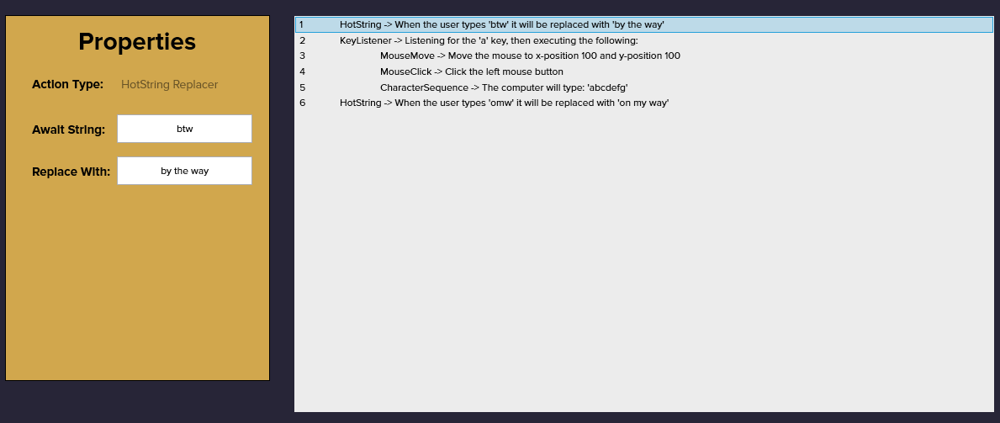 Properties
Action Type: HotString Replacer
Await String: btw
Replace With: by the way
1 HotString -> When the user types 'btw' it will be replaced with 'by the way'
2 KeyListener -> Listening for the 'a' key, then executing the following:
3 MouseMove -> Move the mouse to x-position 100 and y-position 100
4 MouseClick -> Click the left mouse button
5 CharacterSequence -> The computer will type: 'abcdefg'
6 HotString -> When the user types 'omw' it will be replaced with 'on my way'